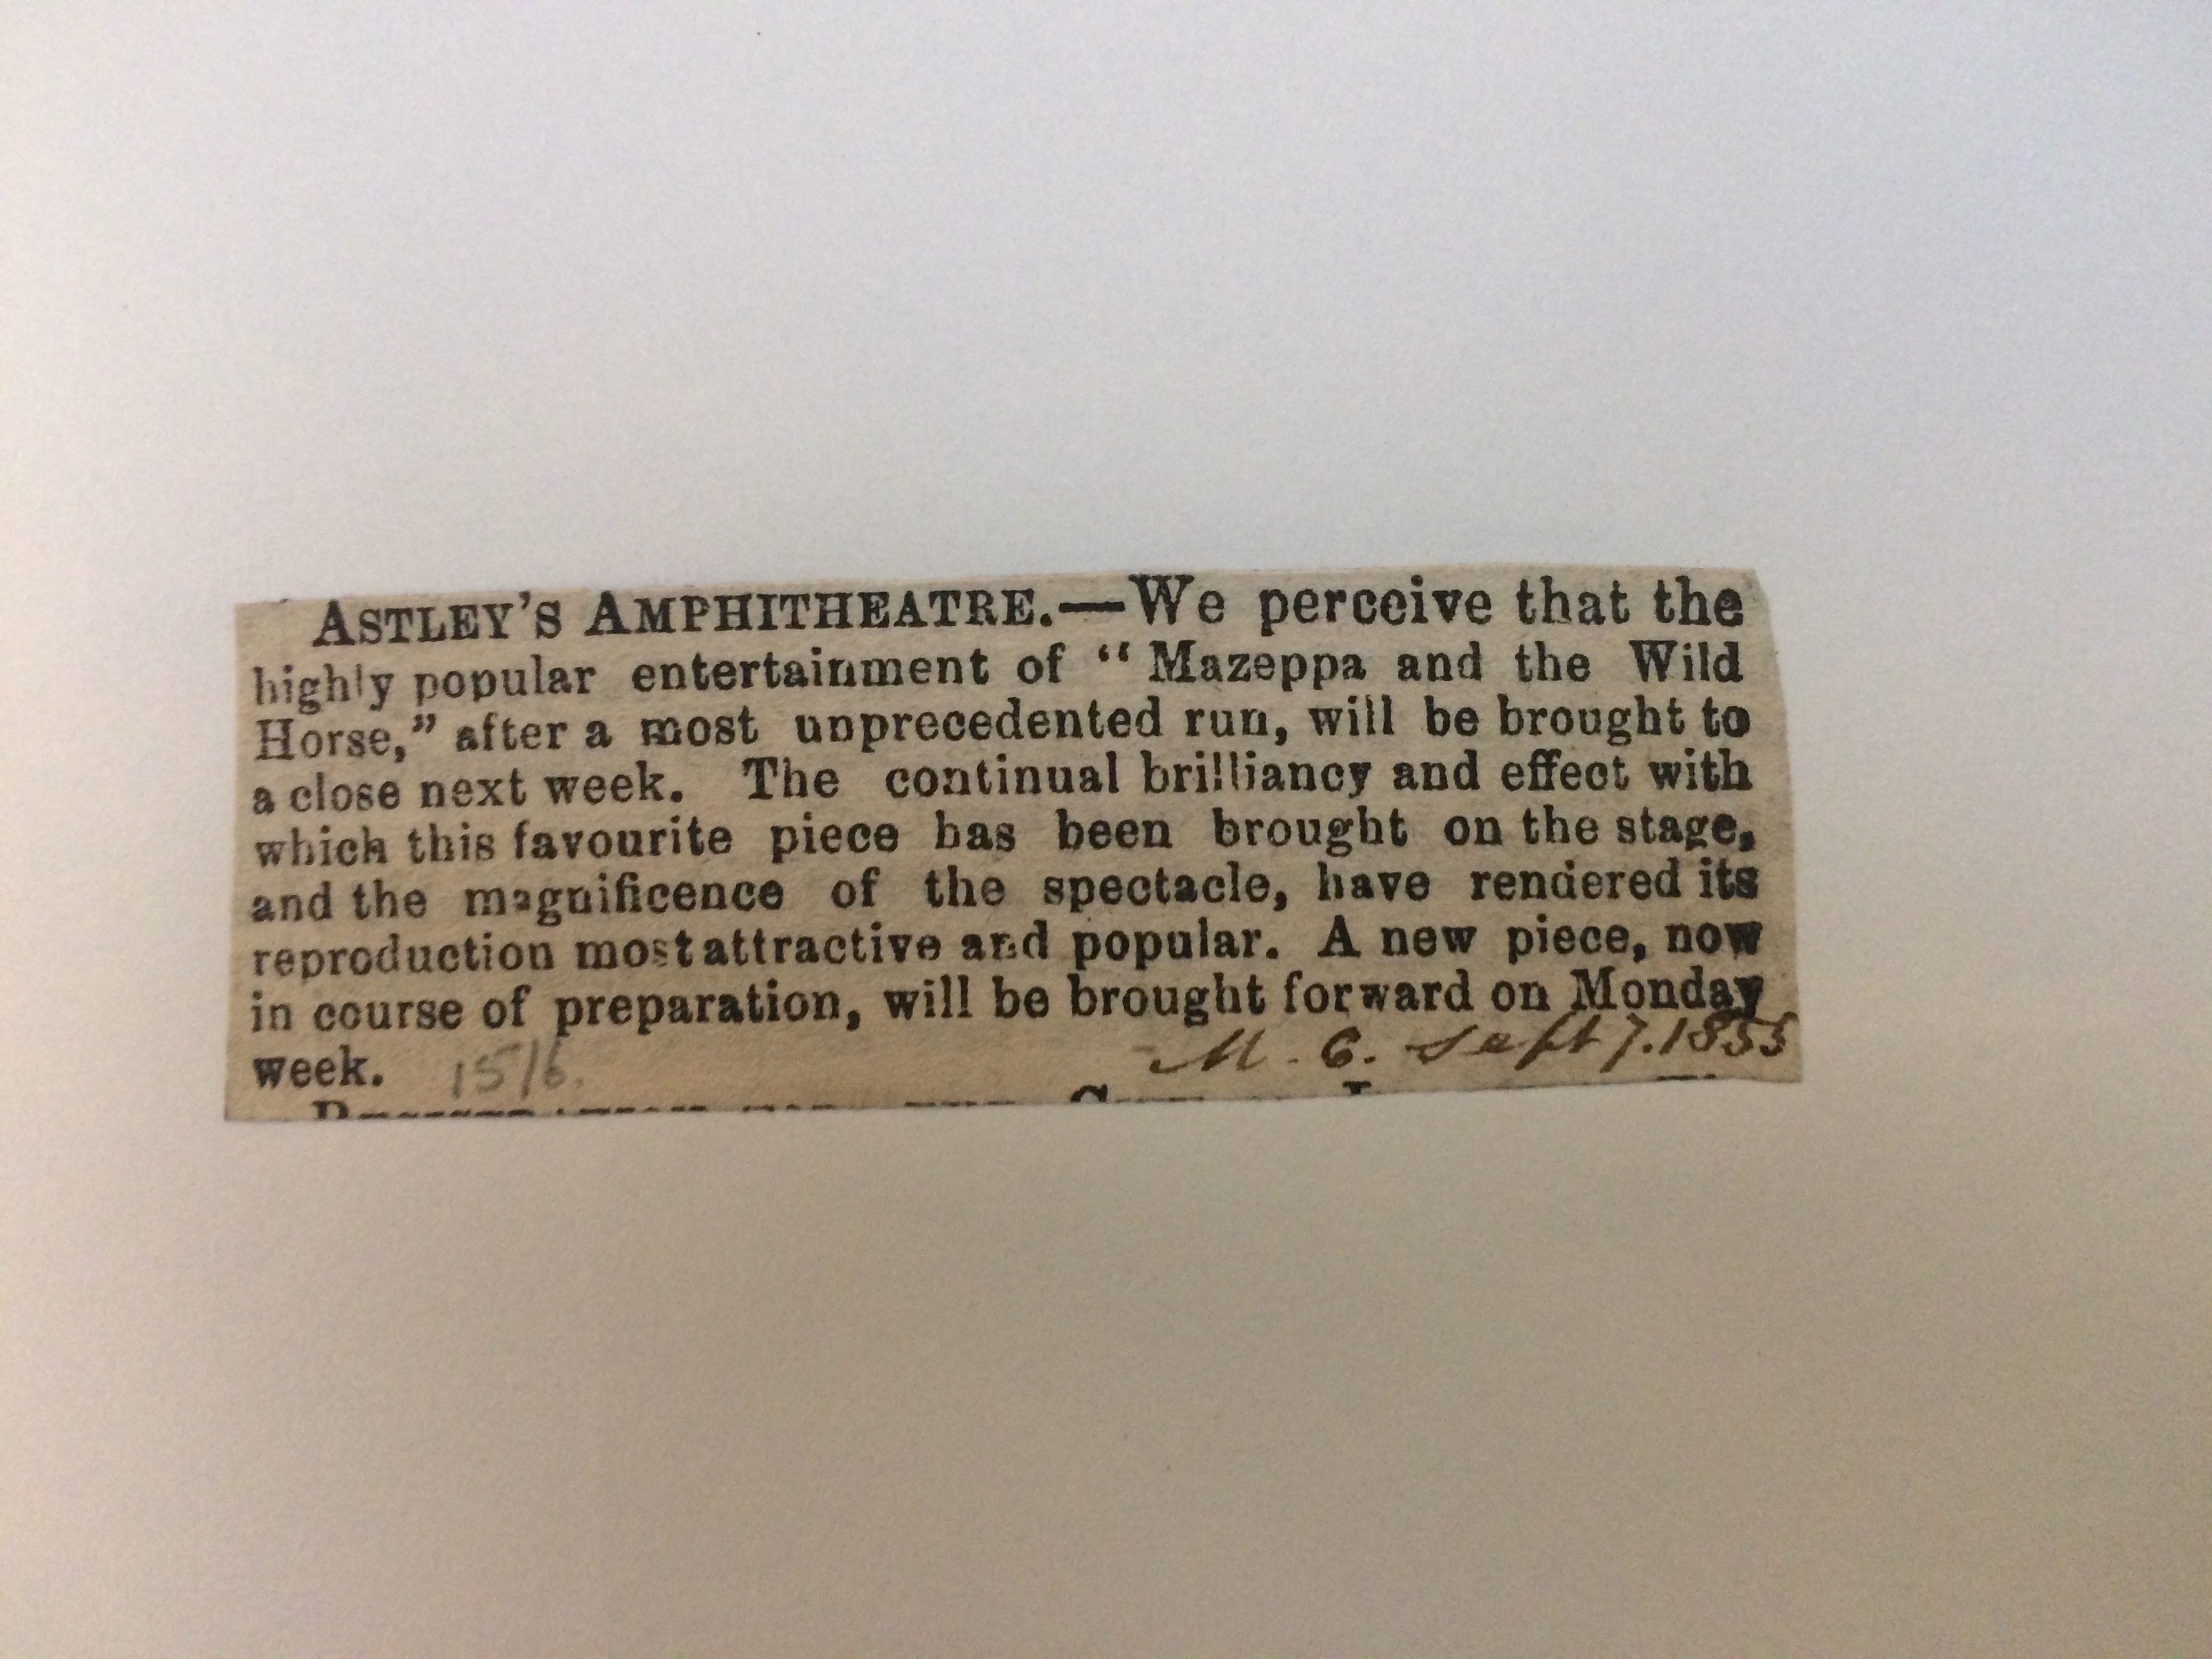 ASTLEY'S AMPHITHEATRE.—We perceive that the
highly popular entertainment of “Mazeppa and the Wild
Horse,” after a most unprecedented run, will be brought to
a close next week. The continual brilliancy and effect with
which this favourite piece has been brought on the stage,
and the magnificence of the spectacle, have rendered its
reproduction most attractive and popular. A new piece, now
in course of preparation, will be brought forward on Monday
week. 15/6.
M. C. Sept 7. 1855